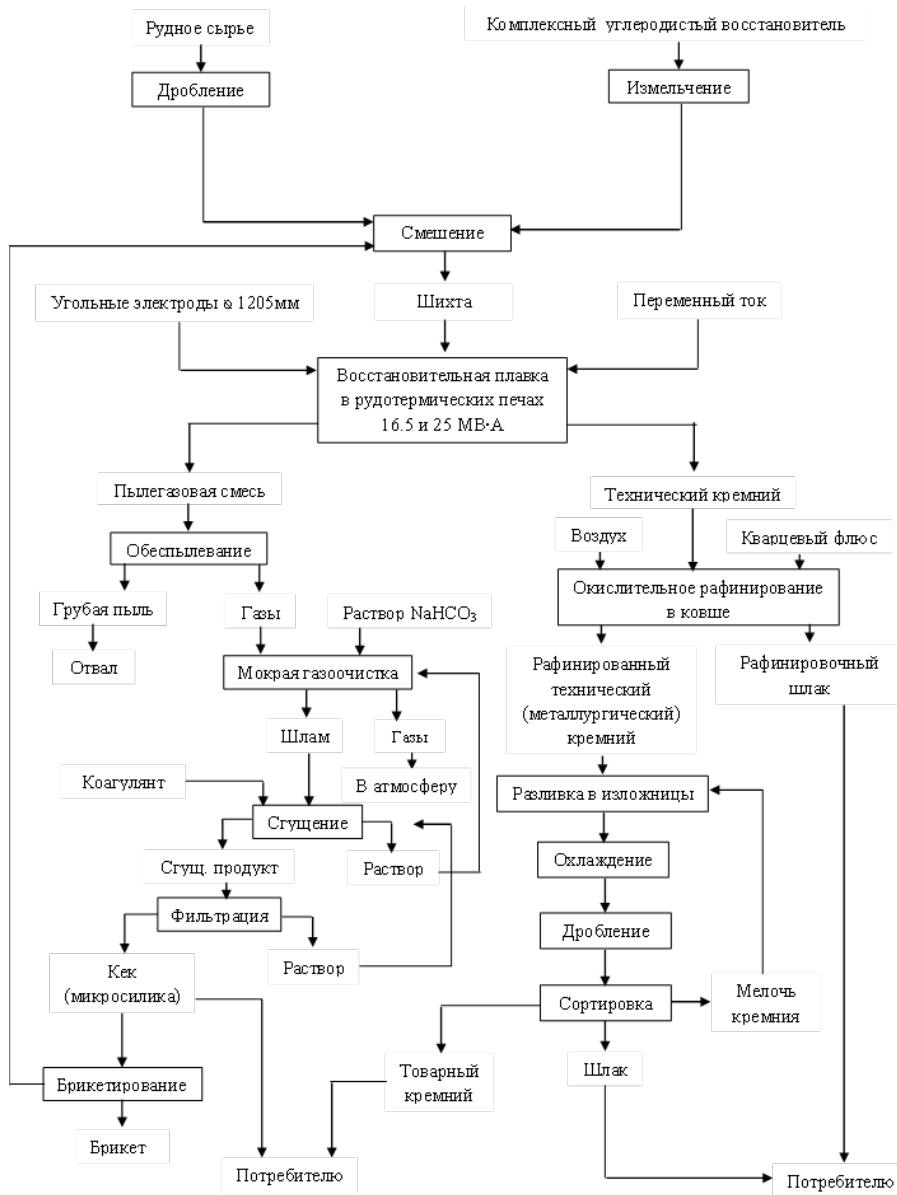 Рудное сырье
Комплексный углеродистый восстановитель
Дробление
Измельчение
Смешение
Угольные электроды ⌀ 1205мм
Шихта
Переменный ток
Восстановительная плавка
в рудотермических печах
16.5 и 25 МВ·А
Пылегазовая смесь
Технический кремний
Обеспылевание
Воздух
Кварцевый флюс
Грубая пыль
Газы
Раствор NaHCO₃
Окислительное рафинирование
в ковше
Отвал
Мокрая газоочистка
Рафинированный
технический
(металлургический)
кремний
Рафинировочный
шлак
Шлам
Газы
Коагулянт
В атмосферу
Разливка в изложницы
Сгущение
Сгущ. продукт
Раствор
Охлаждение
Фильтрация
Дробление
Кек
(микросилика)
Раствор
Сортировка
Мелочь
кремния
Брикетирование
Товарный
кремний
Шлак
Брикет
Потребителю
Потребителю